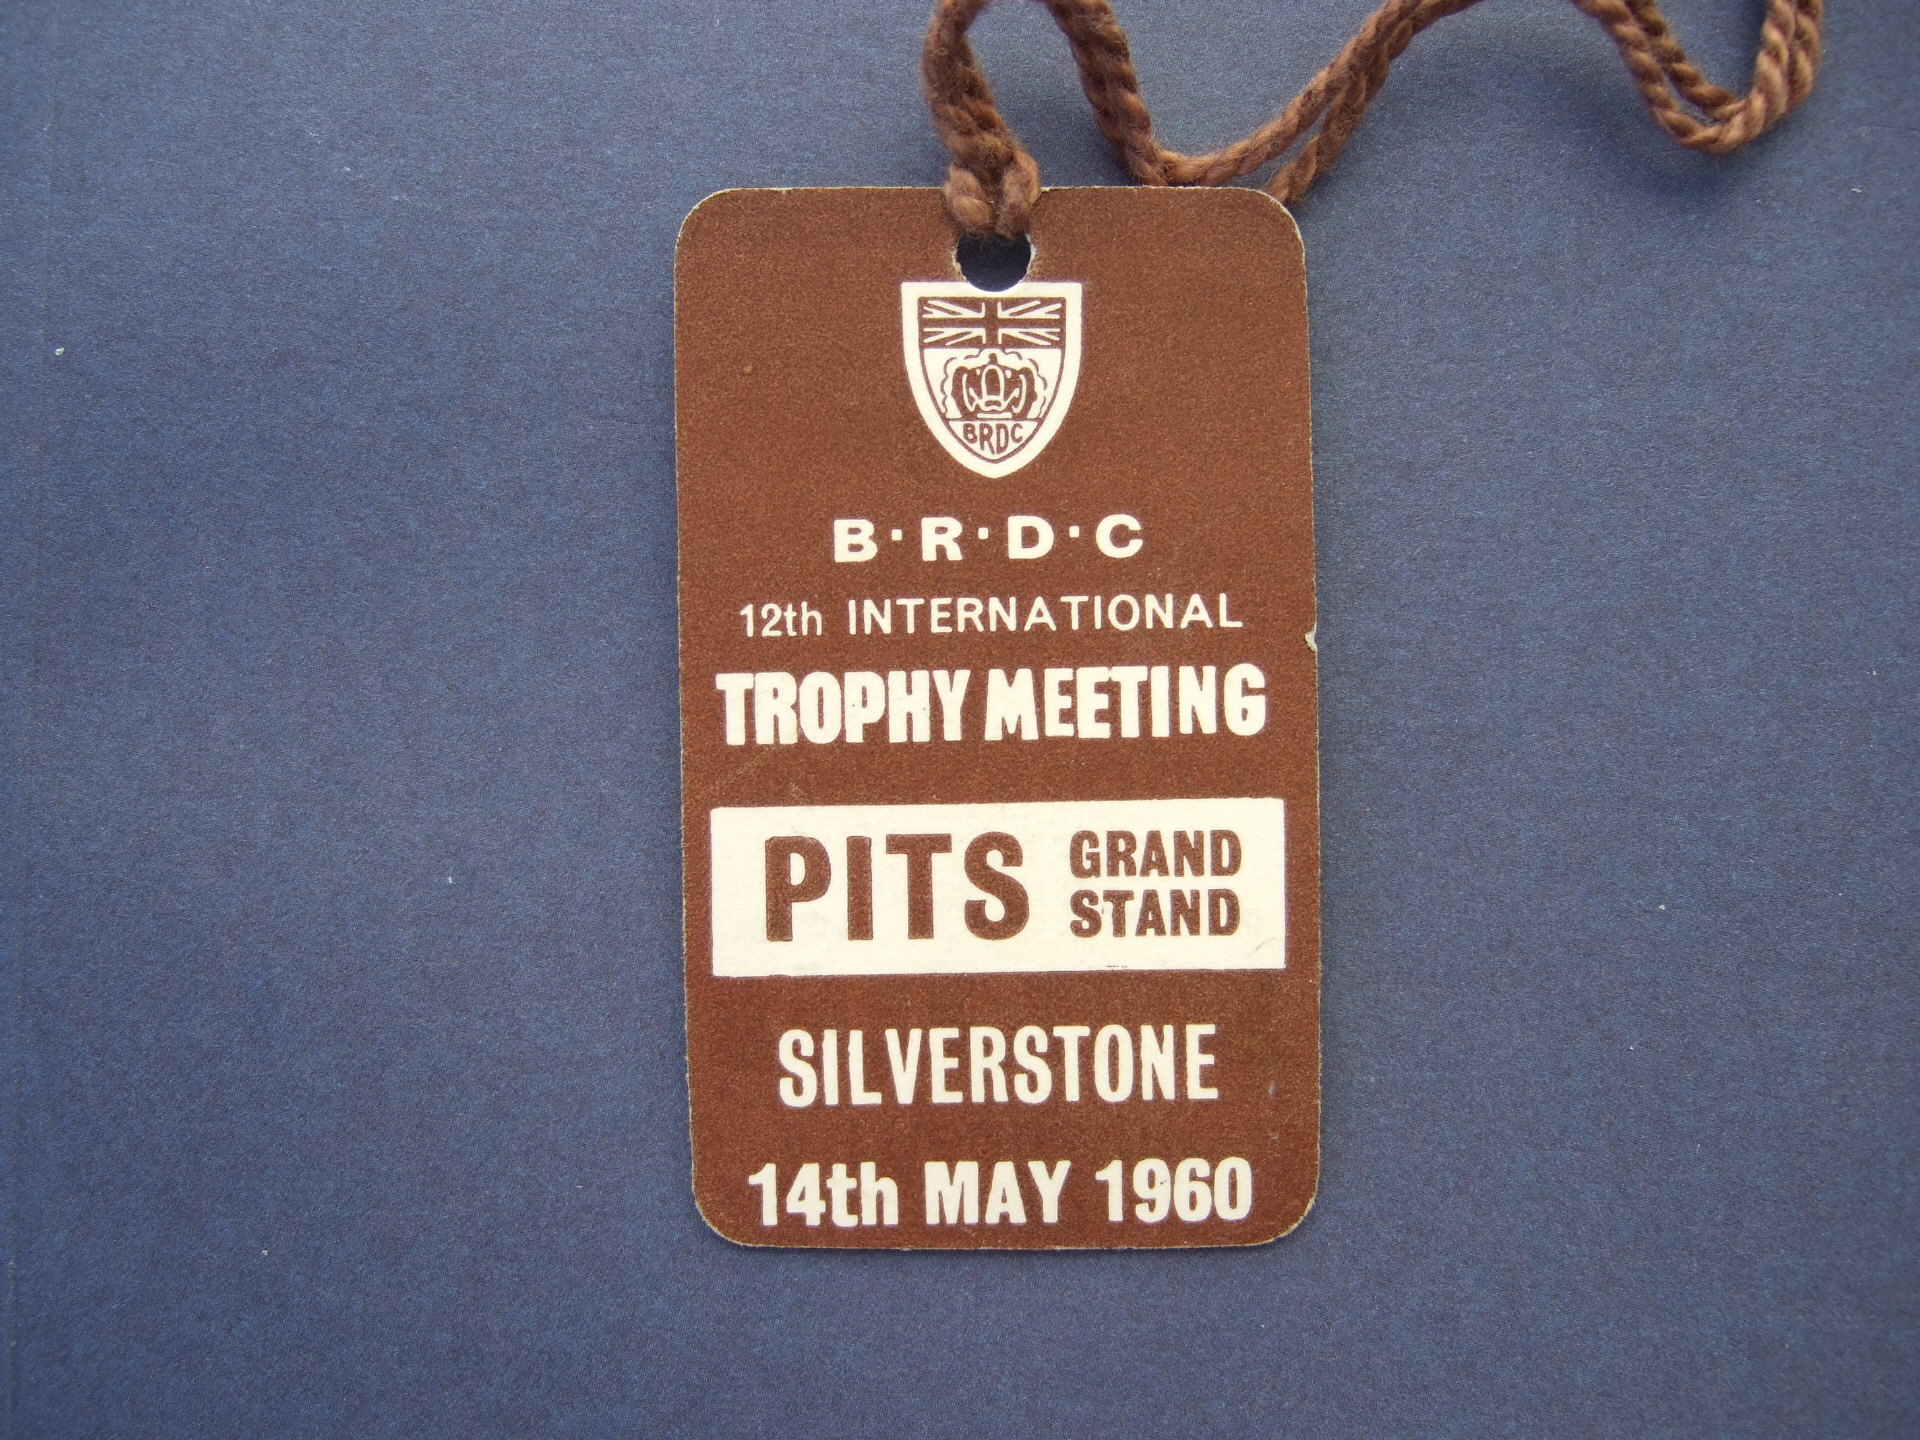 BRDC
B·R·D·C
12th INTERNATIONAL
TROPHY MEETING
PITS GRAND STAND
SILVERSTONE
14th MAY 1960